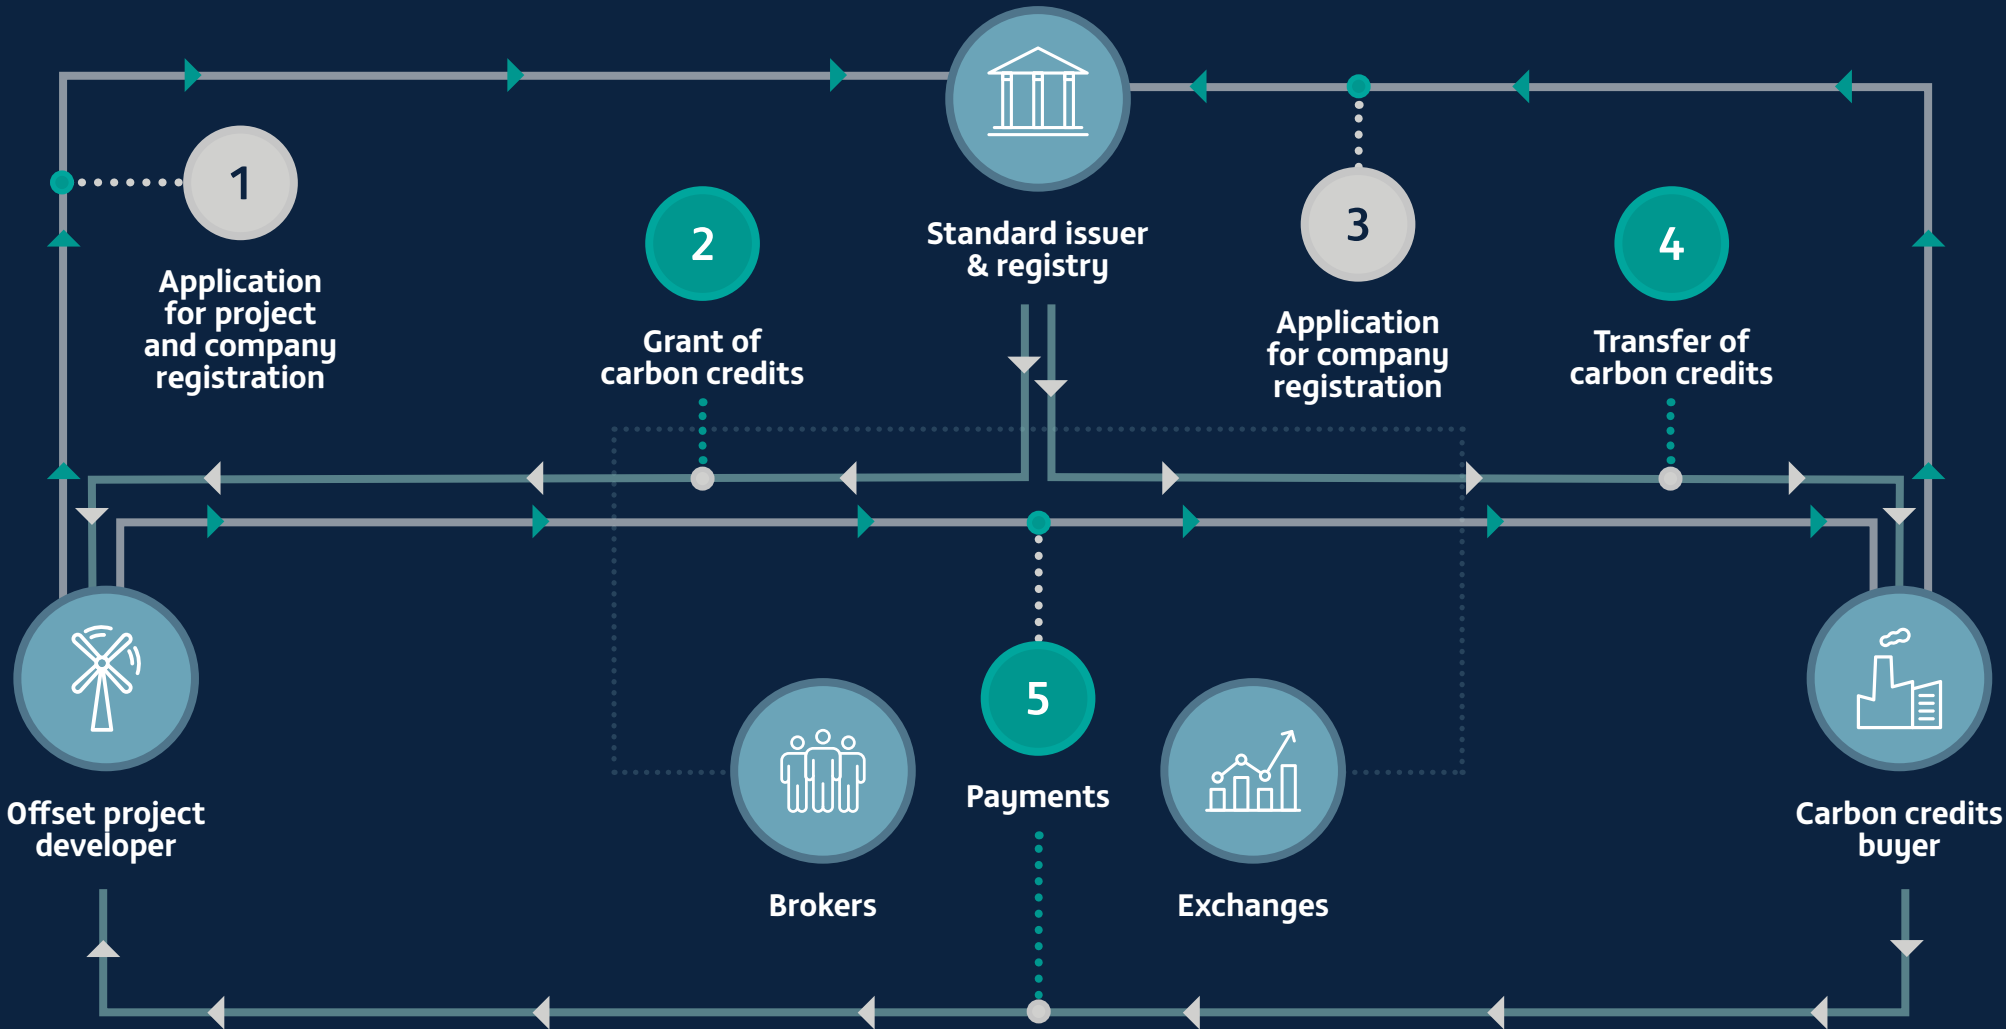 1
Application
for project
and company
registration
2
Grant of
carbon credits
Standard issuer
& registry
3
Application
for company
registration
4
Transfer of
carbon credits
Offset project
developer
Brokers
5
Payments
Exchanges
Carbon credits
buyer